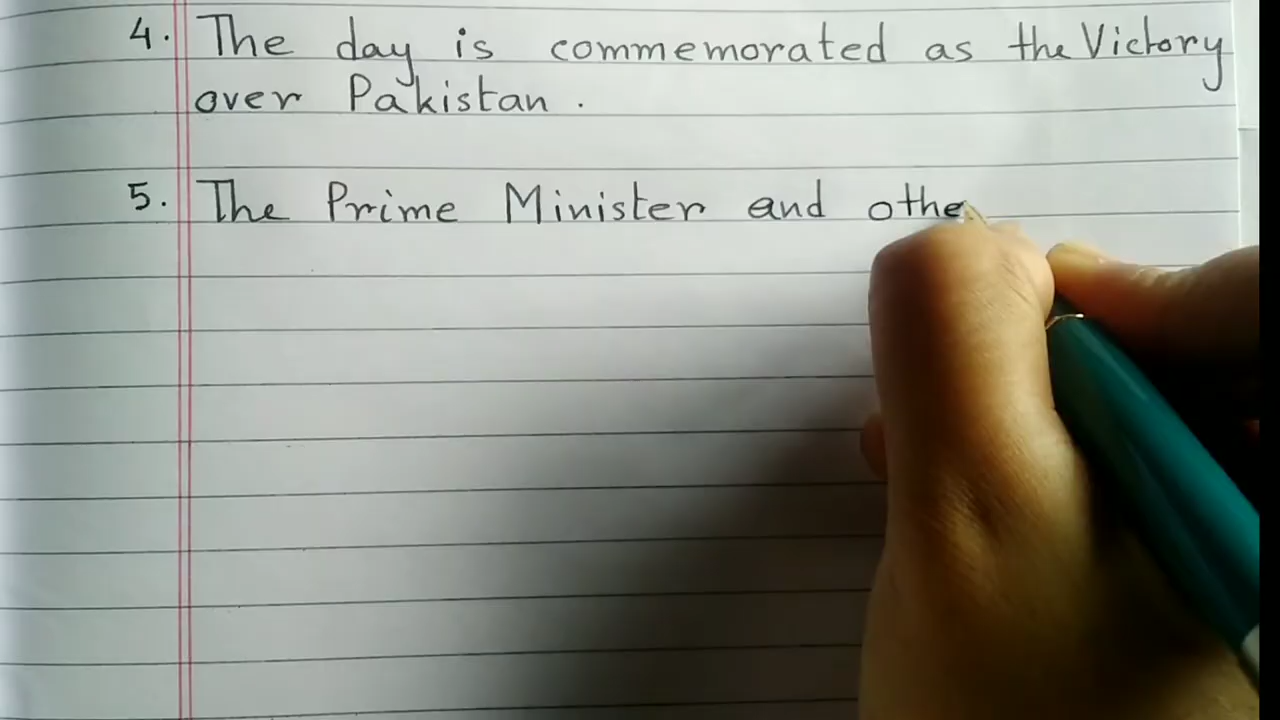 4. The day is commemorated as the Victory
over Pakistan.
5. The Prime Minister and othe